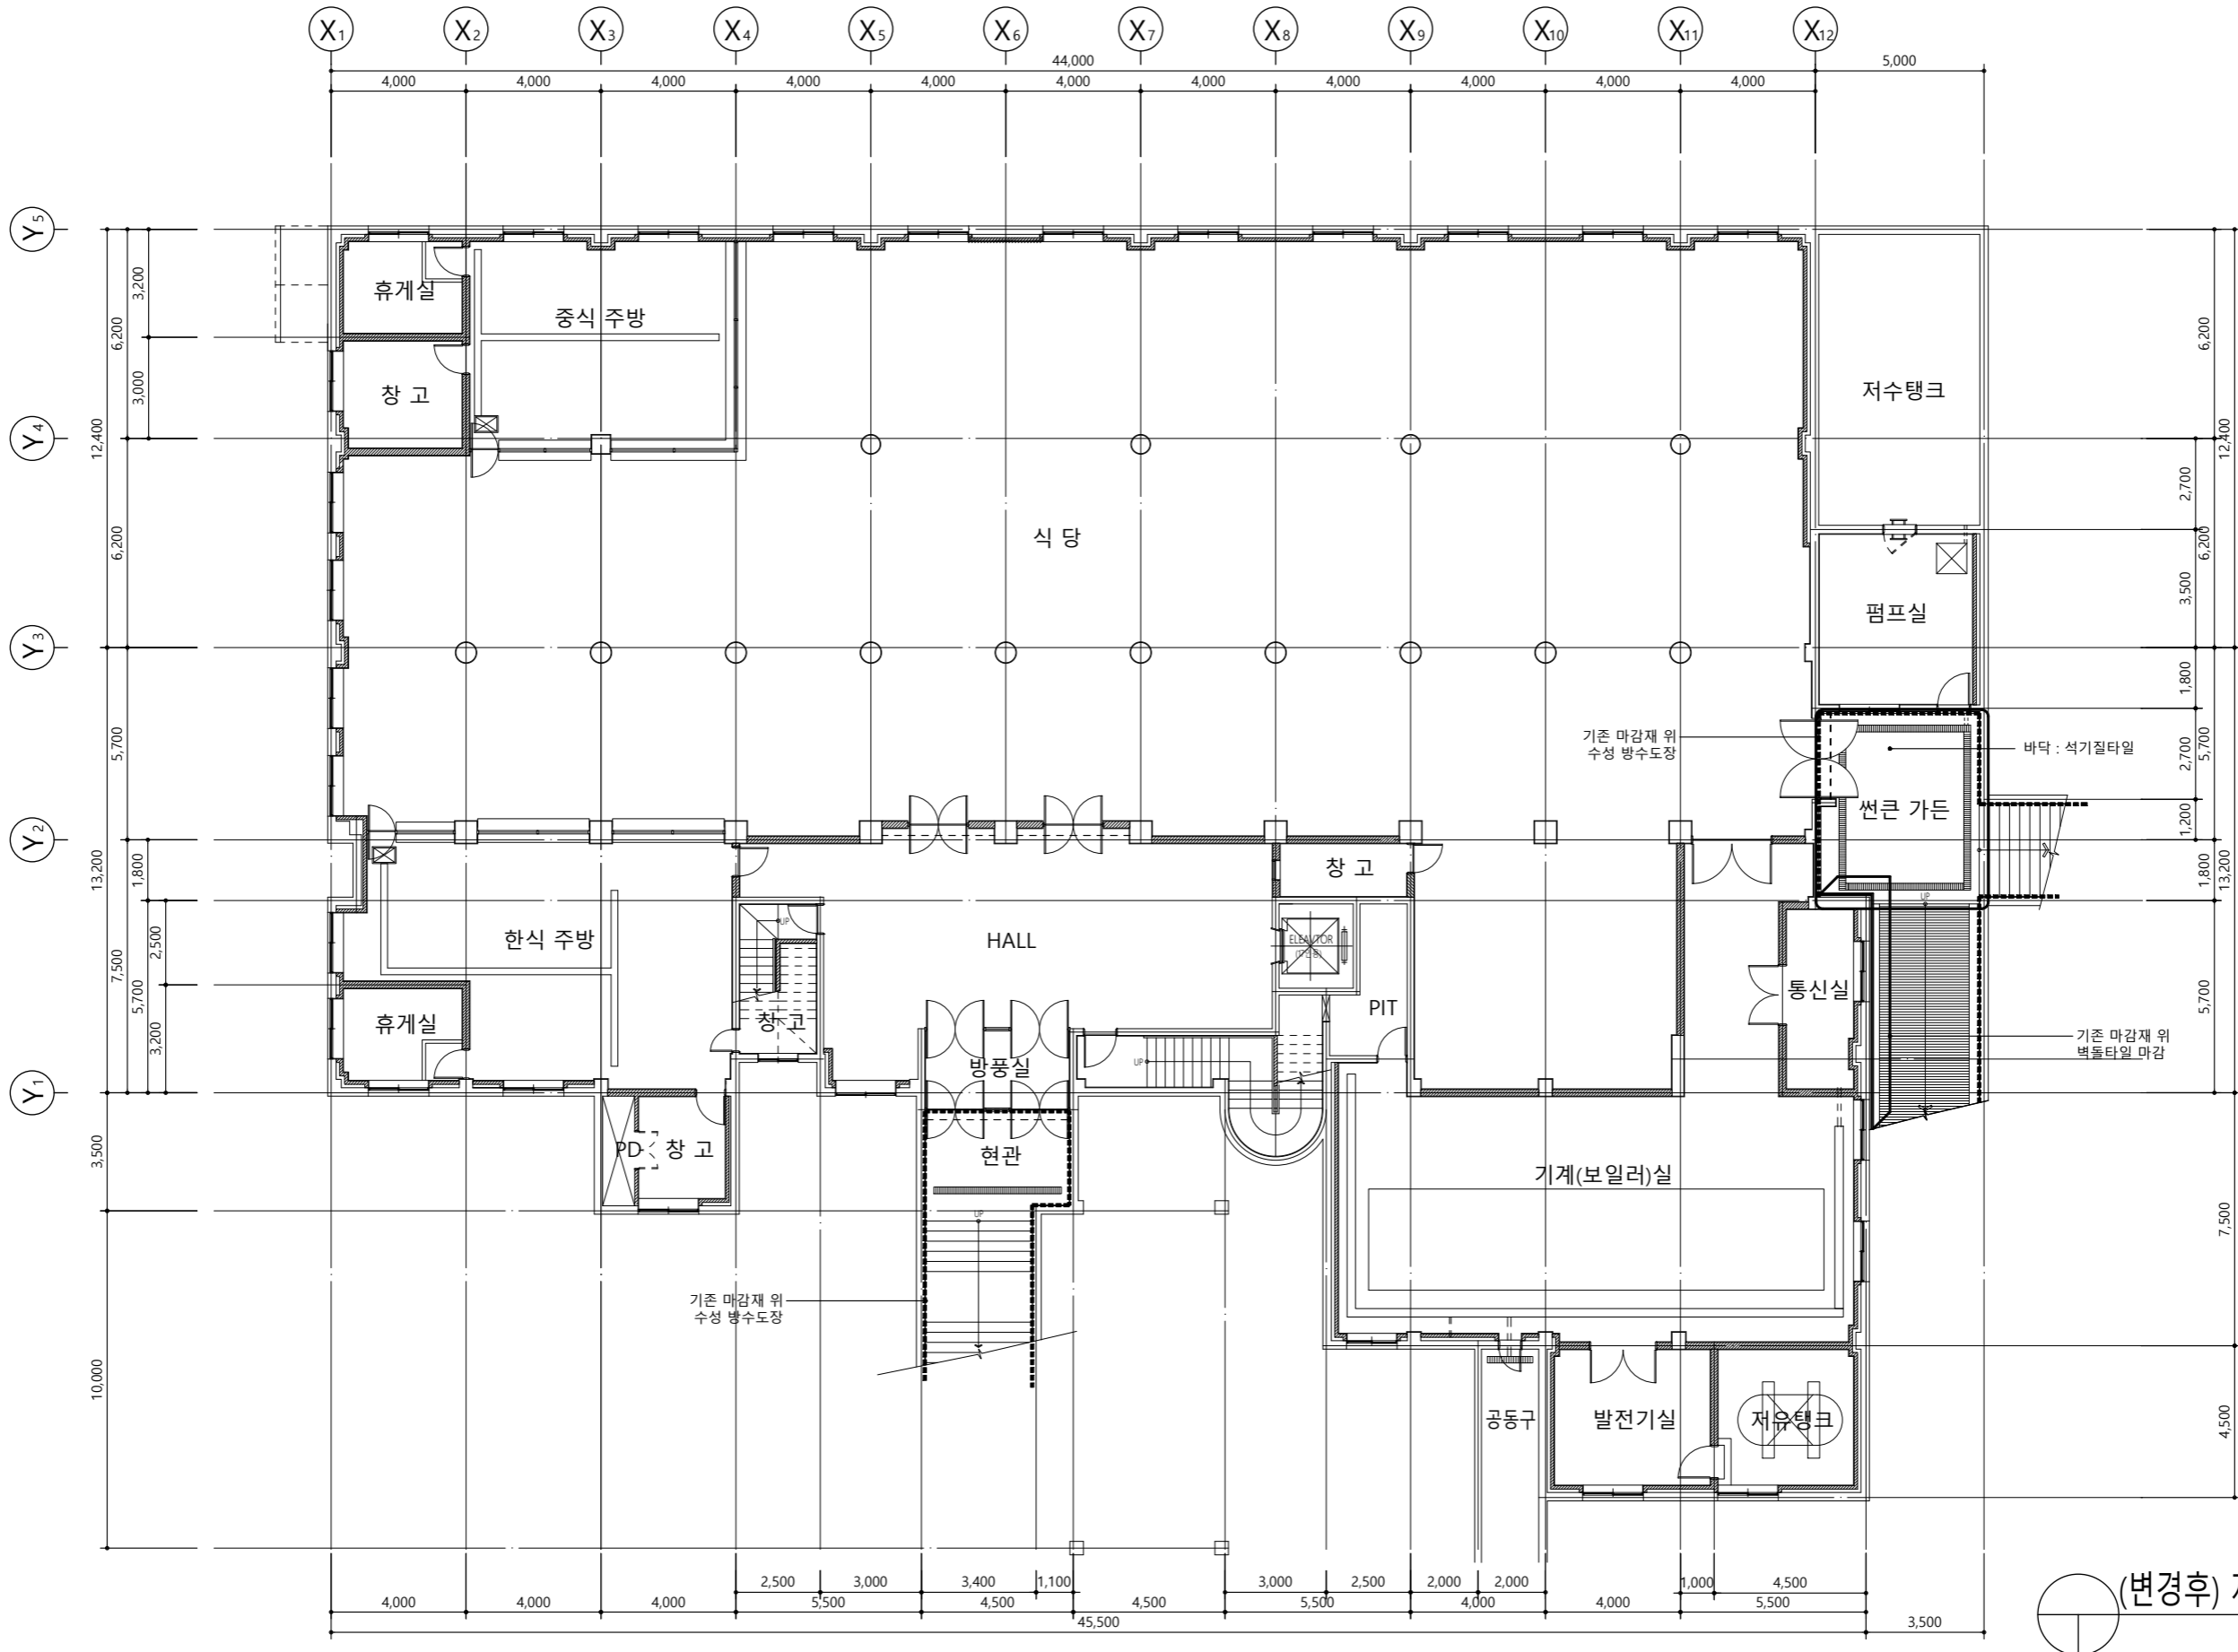 X1 X2 X3 X4 X5 X6 X7 X8 X9 X10 X11 X12
44,000 5,000
4,000 4,000 4,000 4,000 4,000 4,000 4,000 4,000 4,000 4,000 4,000
Y5
Y4
Y3
Y2
Y1
3,200
6,200
3,000
12,400
6,200
5,700
1,800
13,200
2,500
7,500
5,700
3,200
3,500
10,000
휴게실
중식 주방
창 고
식 당
저수탱크
펌프실
기존 마감재 위
수성 방수도장
바닥 : 석기질타일
썬큰 가든
창 고
한식 주방
UP
HALL
ELEAVTOR
UP
통신실
PIT
휴게실
창 고
기존 마감재 위
벽돌타일 마감
방풍실
UP
PD
창 고
현관
기계(보일러)실
UP
기존 마감재 위
수성 방수도장
공동구
발전기실
저유탱크
6,200
12,400
2,700
6,200
3,500
1,800
2,700
5,700
1,200
1,800
13,200
5,700
7,500
4,500
2,500 3,000 3,400 1,100 3,000 2,500 2,000 2,000 1,000 4,500
4,000 4,000 4,000 5,500 4,500 4,500 5,500 4,000 4,000 5,500
45,500 3,500
(변경후)